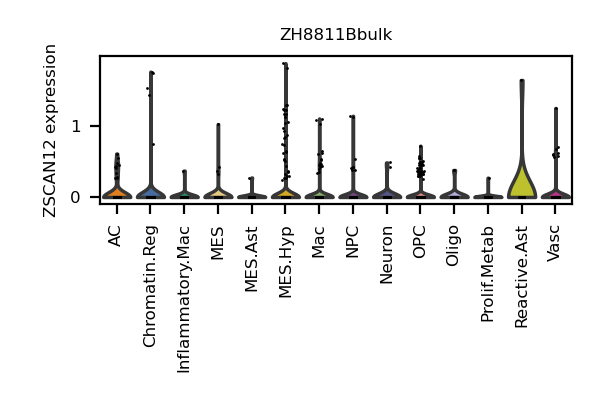 ZH8811Bbulk
ZSCAN12 expression
1
0
AC
Chromatin.Reg
Inflammatory.Mac
MES
MES.Ast
MES.Hyp
Mac
NPC
Neuron
OPC
Oligo
Prolif.Metab
Reactive.Ast
Vasc